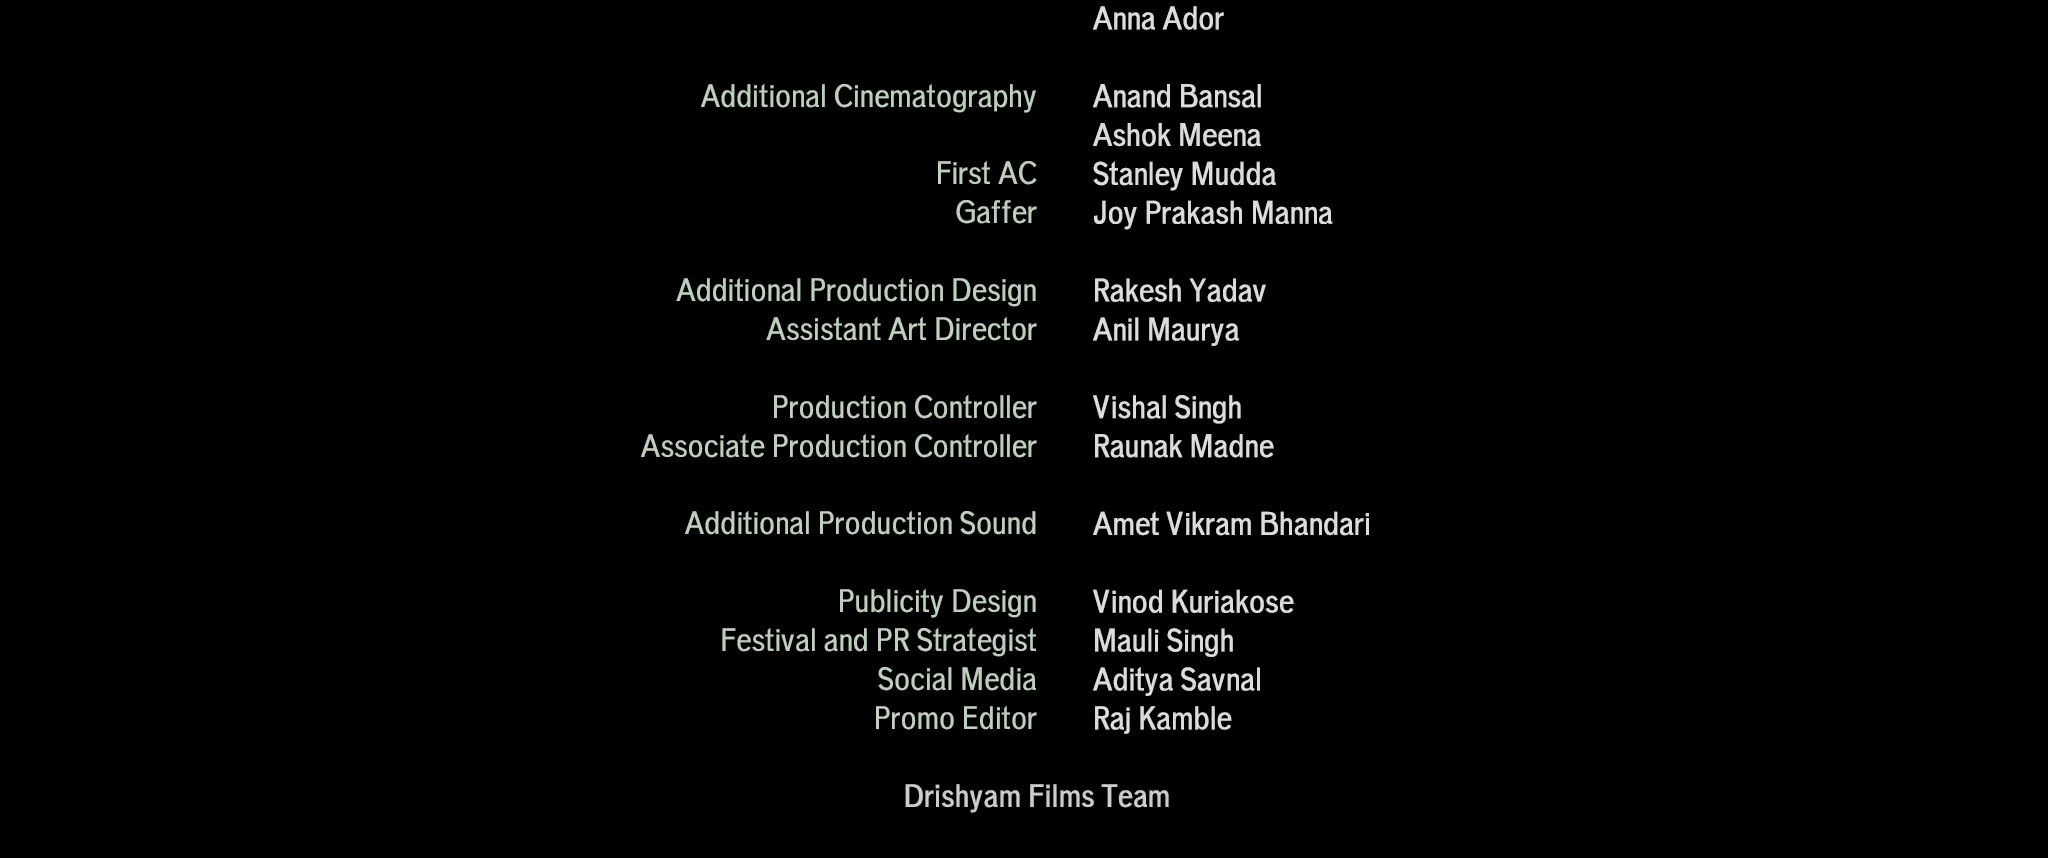 Anna Ador
Additional Cinematography Anand Bansal
Ashok Meena
First AC Stanley Mudda
Gaffer Joy Prakash Manna
Additional Production Design Rakesh Yadav
Assistant Art Director Anil Maurya
Production Controller Vishal Singh
Associate Production Controller Raunak Madne
Additional Production Sound Amet Vikram Bhandari
Publicity Design Vinod Kuriakose
Festival and PR Strategist Mauli Singh
Social Media Aditya Savnal
Promo Editor Raj Kamble
Drishyam Films Team